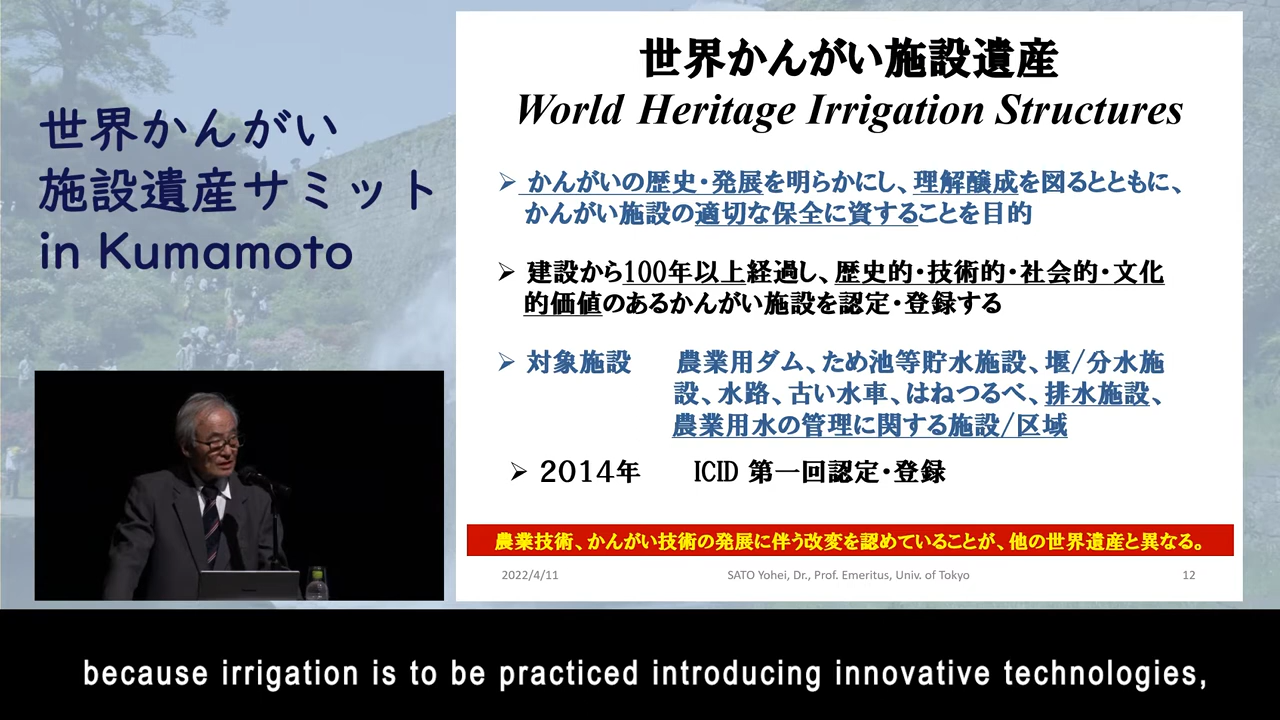 世界かんがい
施設遺産サミット
in Kumamoto
世界かんがい施設遺産
World Heritage Irrigation Structures
➢ かんがいの歴史・発展を明らかにし、理解醸成を図るとともに、
かんがい施設の適切な保全に資することを目的
➢ 建設から100年以上経過し、歴史的・技術的・社会的・文化
的価値のあるかんがい施設を認定・登録する
➢ 対象施設 農業用ダム、ため池等貯水施設、堰/分水施
設、水路、古い水車、はねつるべ、排水施設、
農業用水の管理に関する施設/区域
➢ 2014年 ICID 第一回認定・登録
農業技術、かんがい技術の発展に伴う改変を認めていることが、他の世界遺産と異なる。
2022/4/11 SATO Yohei, Dr., Prof. Emeritus, Univ. of Tokyo 12
because irrigation is to be practiced introducing innovative technologies,